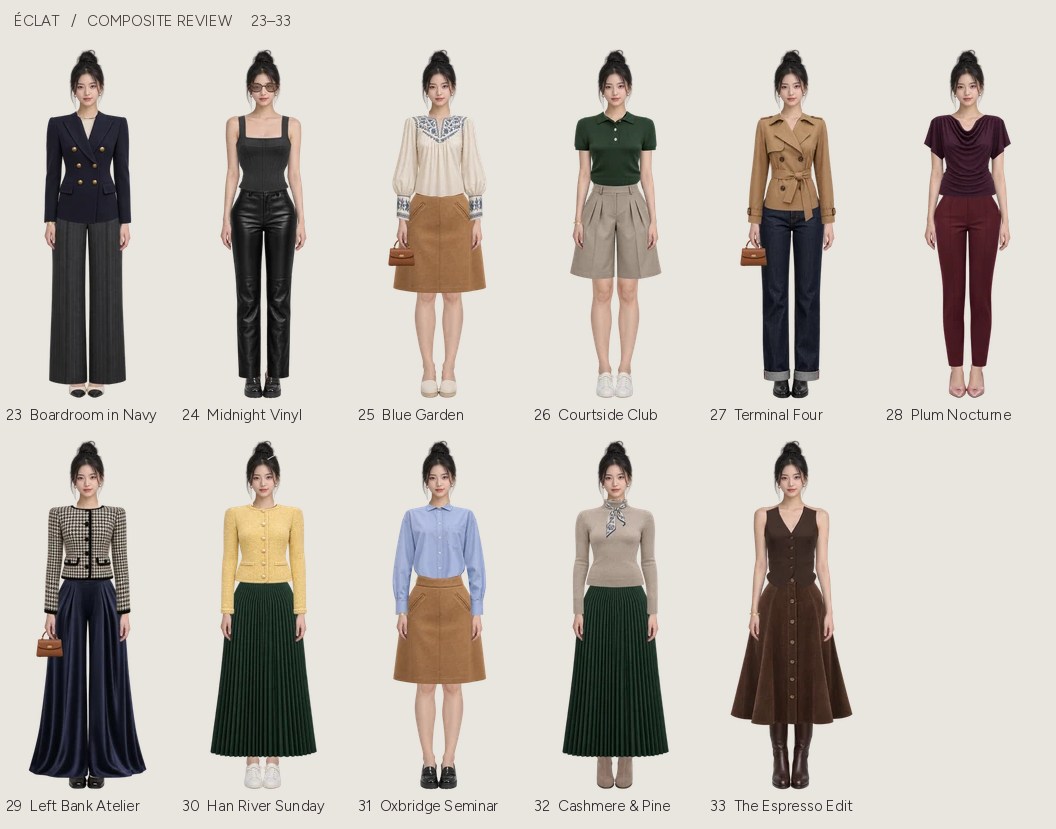 ÉCLAT / COMPOSITE REVIEW 23–33
23 Boardroom in Navy
24 Midnight Vinyl
25 Blue Garden
26 Courtside Club
27 Terminal Four
28 Plum Nocturne
29 Left Bank Atelier
30 Han River Sunday
31 Oxbridge Seminar
32 Cashmere & Pine
33 The Espresso Edit